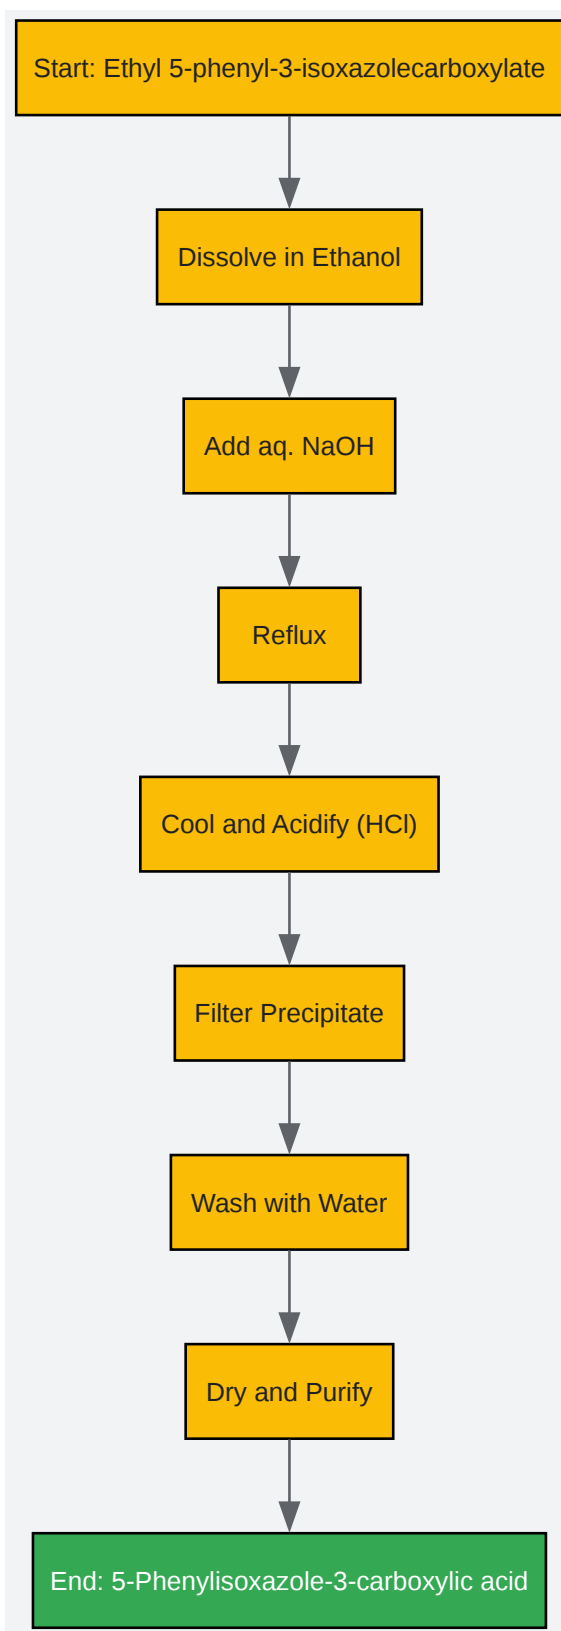 Start: Ethyl 5-phenyl-3-isoxazolecarboxylate
Dissolve in Ethanol
Add aq. NaOH
Reflux
Cool and Acidify (HCl)
Filter Precipitate
Wash with Water
Dry and Purify
End: 5-Phenylisoxazole-3-carboxylic acid